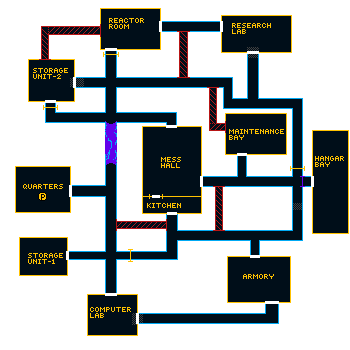 REACTOR
ROOM
RESEARCH
LAB
STORAGE
UNIT-2
MAINTENANCE
BAY
MESS
HALL
HANGAR
BAY
QUARTERS
P
KITCHEN
STORAGE
UNIT-1
ARMORY
COMPUTER
LAB